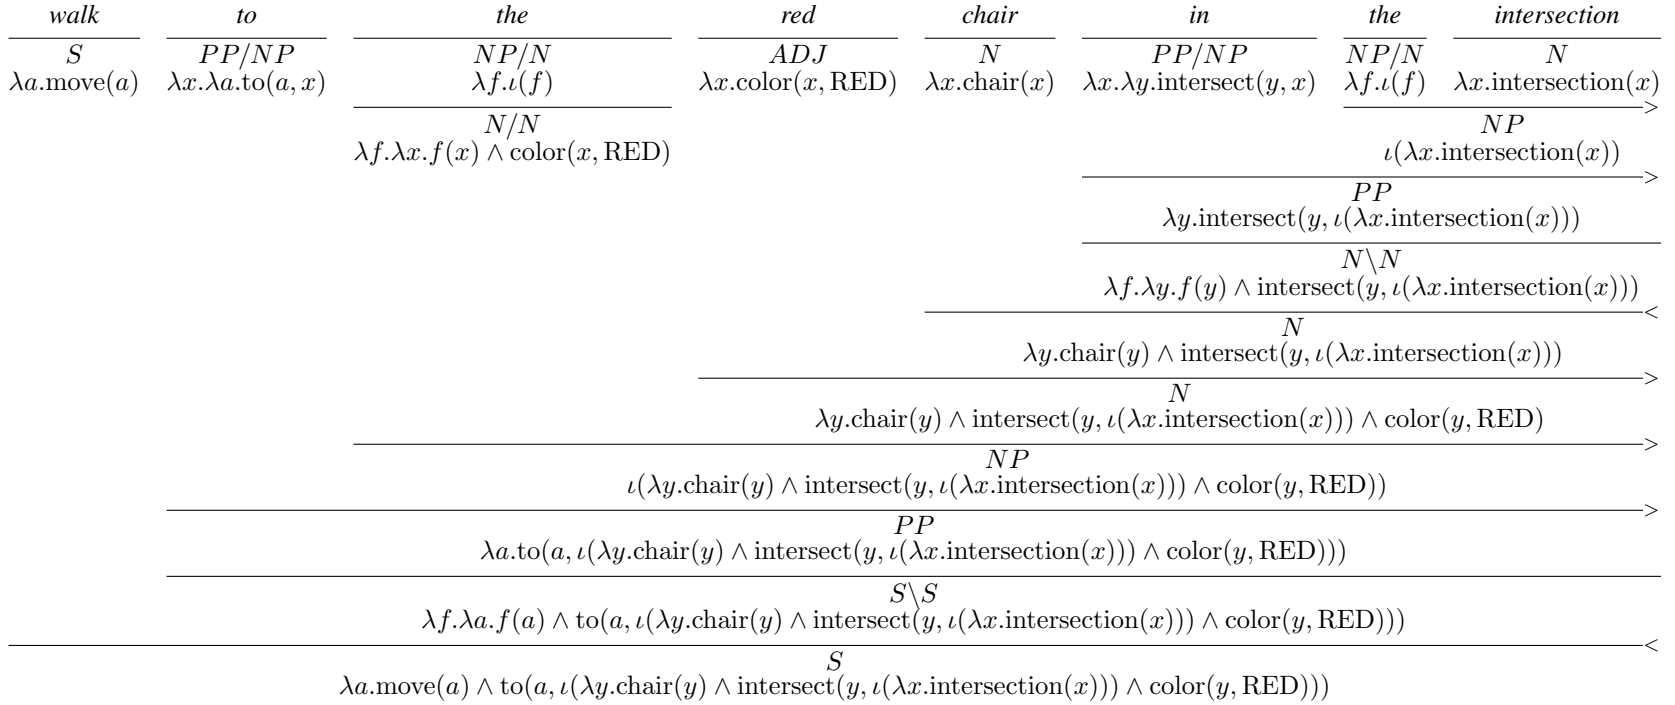 walk to the red chair in the intersection
S PP/NP NP/N ADJ N PP/NP NP/N N
λa.move(a) λx.λa.to(a, x) λf.ι(f) λx.color(x, RED) λx.chair(x) λx.λy.intersect(y, x) λf.ι(f) λx.intersection(x)
>
N/N NP
λf.λx.f(x) ∧ color(x, RED) ι(λx.intersection(x))
>
PP
λy.intersect(y, ι(λx.intersection(x)))
N\N
λf.λy.f(y) ∧ intersect(y, ι(λx.intersection(x)))
<
N
λy.chair(y) ∧ intersect(y, ι(λx.intersection(x)))
>
N
λy.chair(y) ∧ intersect(y, ι(λx.intersection(x))) ∧ color(y, RED)
>
NP
ι(λy.chair(y) ∧ intersect(y, ι(λx.intersection(x))) ∧ color(y, RED))
>
PP
λa.to(a, ι(λy.chair(y) ∧ intersect(y, ι(λx.intersection(x))) ∧ color(y, RED)))
S\S
λf.λa.f(a) ∧ to(a, ι(λy.chair(y) ∧ intersect(y, ι(λx.intersection(x))) ∧ color(y, RED)))
<
S
λa.move(a) ∧ to(a, ι(λy.chair(y) ∧ intersect(y, ι(λx.intersection(x))) ∧ color(y, RED)))